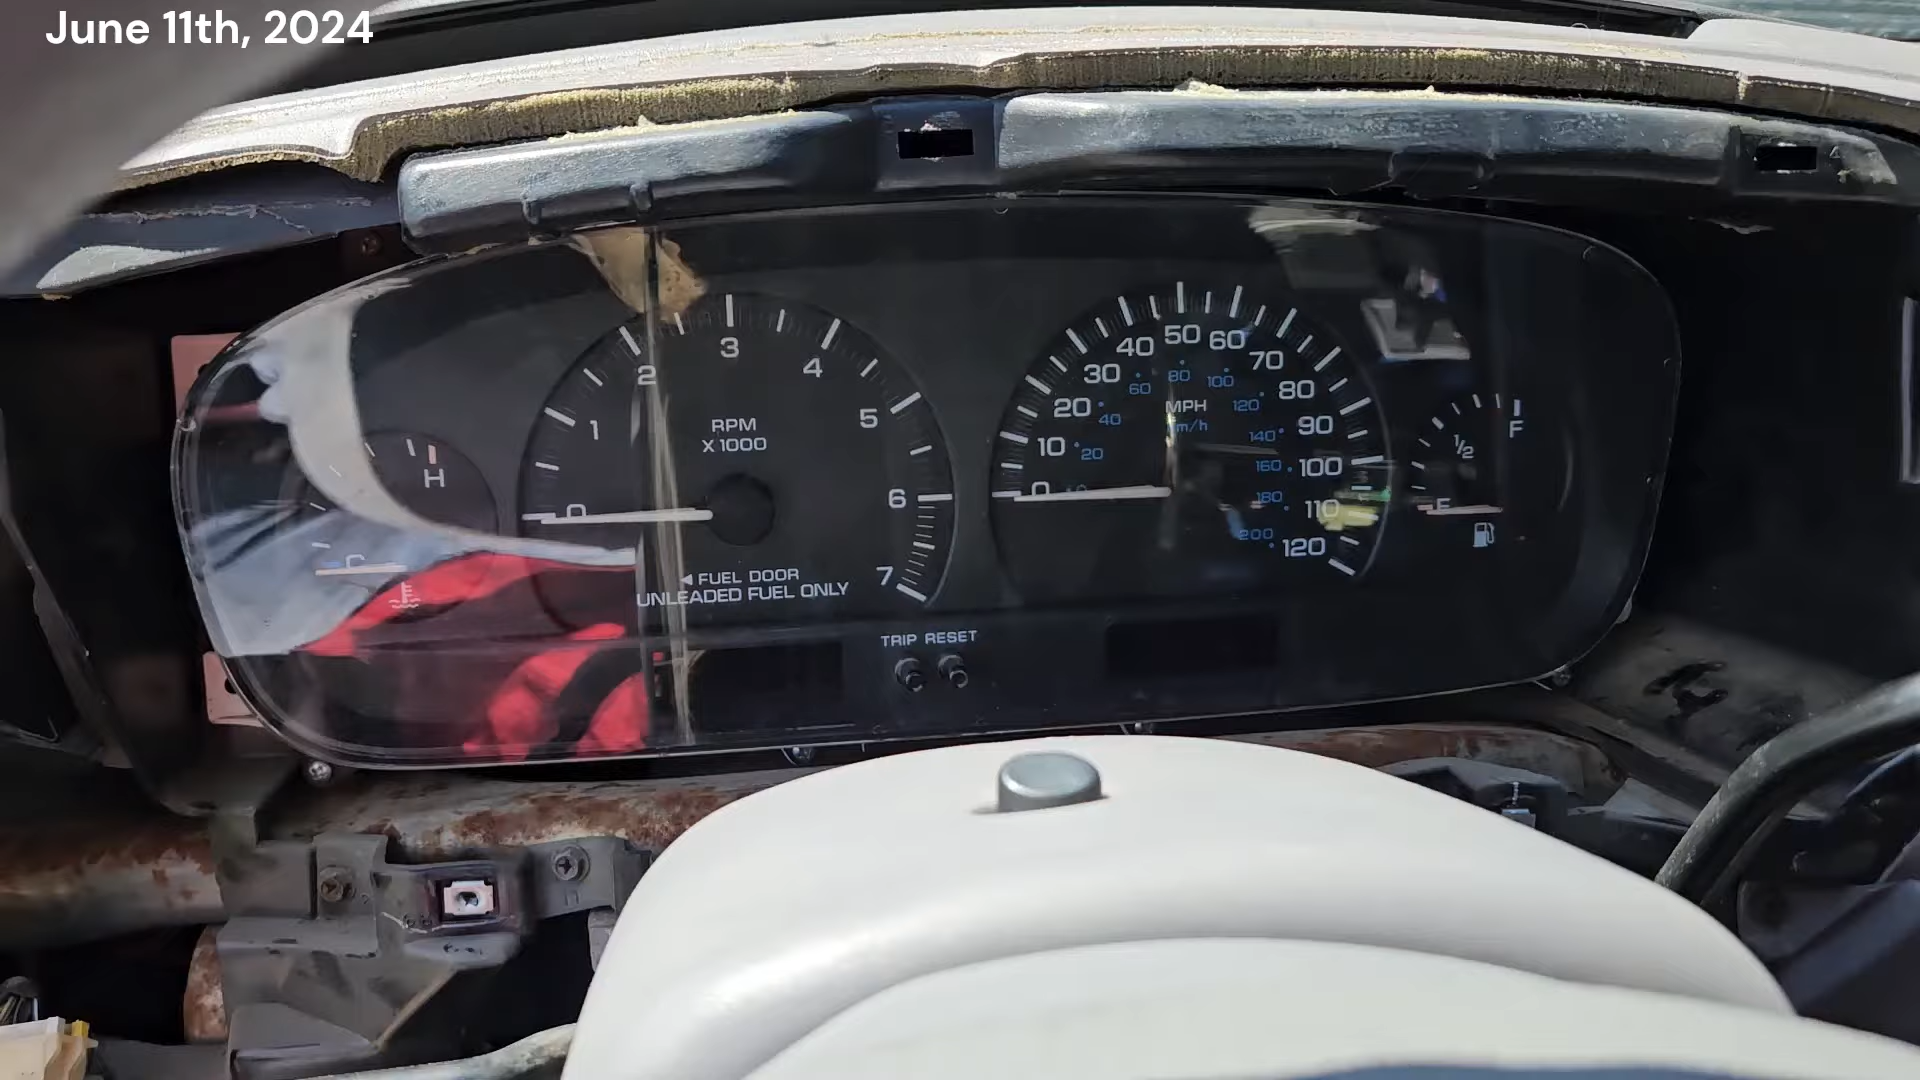 June 11th, 2024
H
C
0
1
2
3
4
5
6
7
RPM
X 1000
◀ FUEL DOOR
UNLEADED FUEL ONLY
TRIP RESET
0
10
20
30
40
50
60
70
80
90
100
110
120
MPH
km/h
20
40
60
80
100
120
140
160
180
200
F
1/2
E